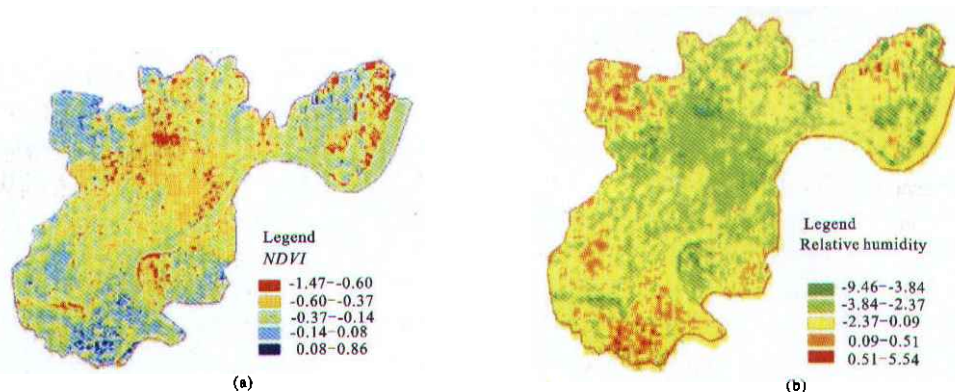 Legend
NDVI
-1.47--0.60
-0.60-0.37
-0.37-0.14
-0.14-0.08
0.08-0.86
(a)
Legend
Relative humidity
-9.46--3.84
-3.84-2.37
-2.37-0.09
0.09-0.51
0.51-5.54
(b)